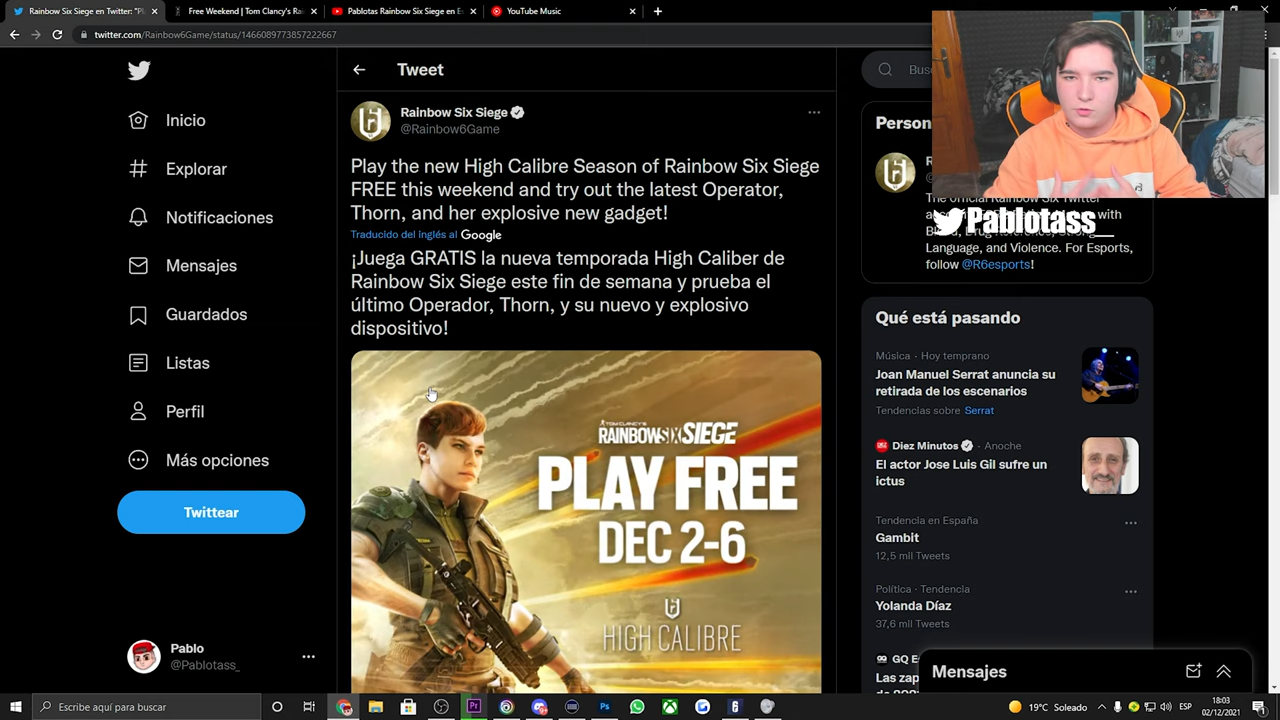 Rainbow Six Siege en Twitter: "Pl
Free Weekend | Tom Clancy's Rai
Pablotas Rainbow Six Siege en E
YouTube Music
twitter.com/Rainbow6Game/status/1466089773857222667
Tweet
Inicio
Explorar
Notificaciones
Mensajes
Guardados
Listas
Perfil
Más opciones
Twittear
Pablo
@Pablotass_
Rainbow Six Siege
@Rainbow6Game
Play the new High Calibre Season of Rainbow Six Siege
FREE this weekend and try out the latest Operator,
Thorn, and her explosive new gadget!
Traducido del inglés al Google
¡Juega GRATIS la nueva temporada High Caliber de
Rainbow Six Siege este fin de semana y prueba el
último Operador, Thorn, y su nuevo y explosivo
dispositivo!
TOM CLANCY'S
RAINBOWSIX SIEGE
PLAY FREE
DEC 2-6
HIGH CALIBRE
Bus
Person
Pablotass__
The official Rainbow Six Twitter
with
Language, and Violence. For Esports,
follow @R6esports!
Qué está pasando
Música · Hoy temprano
Joan Manuel Serrat anuncia su
retirada de los escenarios
Tendencias sobre Serrat
Diez Minutos · Anoche
El actor Jose Luis Gil sufre un
ictus
Tendencia en España
Gambit
12,5 mil Tweets
Política · Tendencia
Yolanda Díaz
37,6 mil Tweets
GQ E
Las zap
Mensajes
Escribe aquí para buscar
19°C Soleado
ESP
18:03
02/12/2021